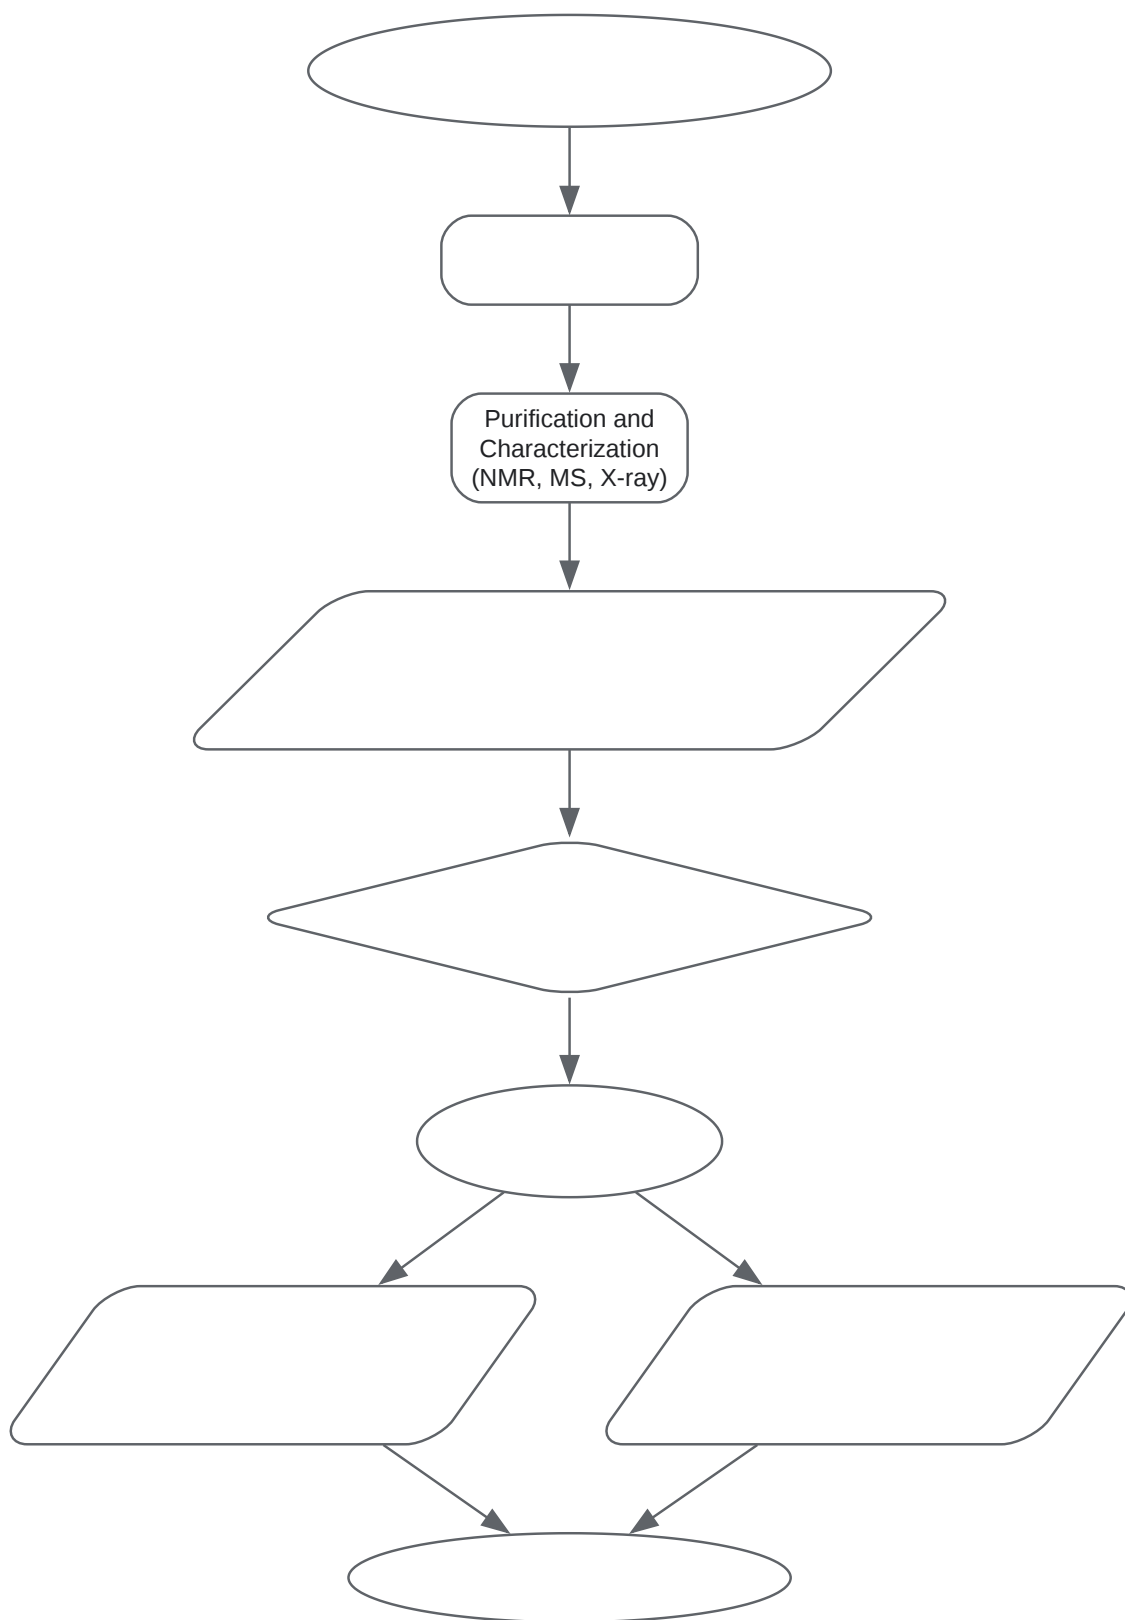 Purification and
Characterization
(NMR, MS, X-ray)